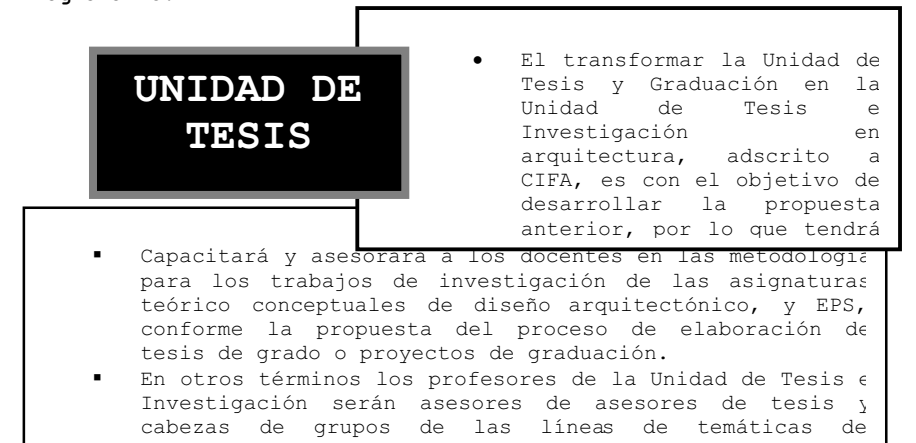 UNIDAD DE
TESIS
• El transformar la Unidad de
Tesis y Graduación en la
Unidad de Tesis e
Investigación en
arquitectura, adscrito a
CIFA, es con el objetivo de
desarrollar la propuesta
anterior, por lo que tendrá
▪ Capacitará y asesorará a los docentes en las metodología
para los trabajos de investigación de las asignaturas
teórico conceptuales de diseño arquitectónico, y EPS,
conforme la propuesta del proceso de elaboración de
tesis de grado o proyectos de graduación.
▪ En otros términos los profesores de la Unidad de Tesis e
Investigación serán asesores de asesores de tesis y
cabezas de grupos de las líneas de temáticas de